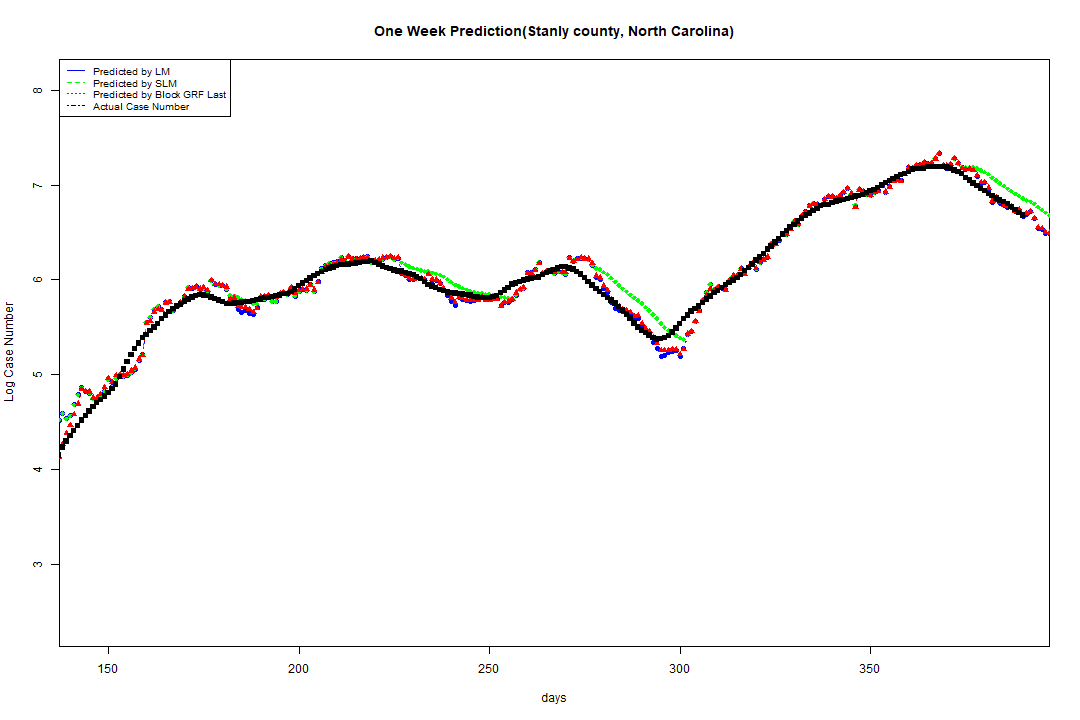 One Week Prediction(Stanly county, North Carolina)
Predicted by LM
Predicted by SLM
Predicted by Block GRF Last
Actual Case Number
8
7
6
5
4
3
Log Case Number
150 200 250 300 350
days